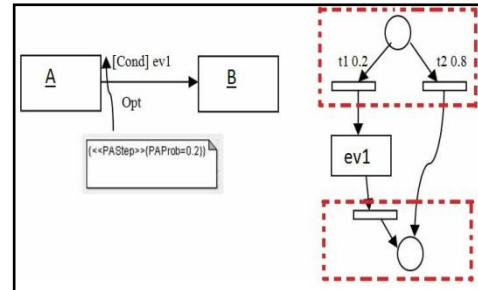 [Cond] ev1
A
B
Opt
{<<PAStep>>{PAProb=0.2}}
t1 0.2
t2 0.8
ev1